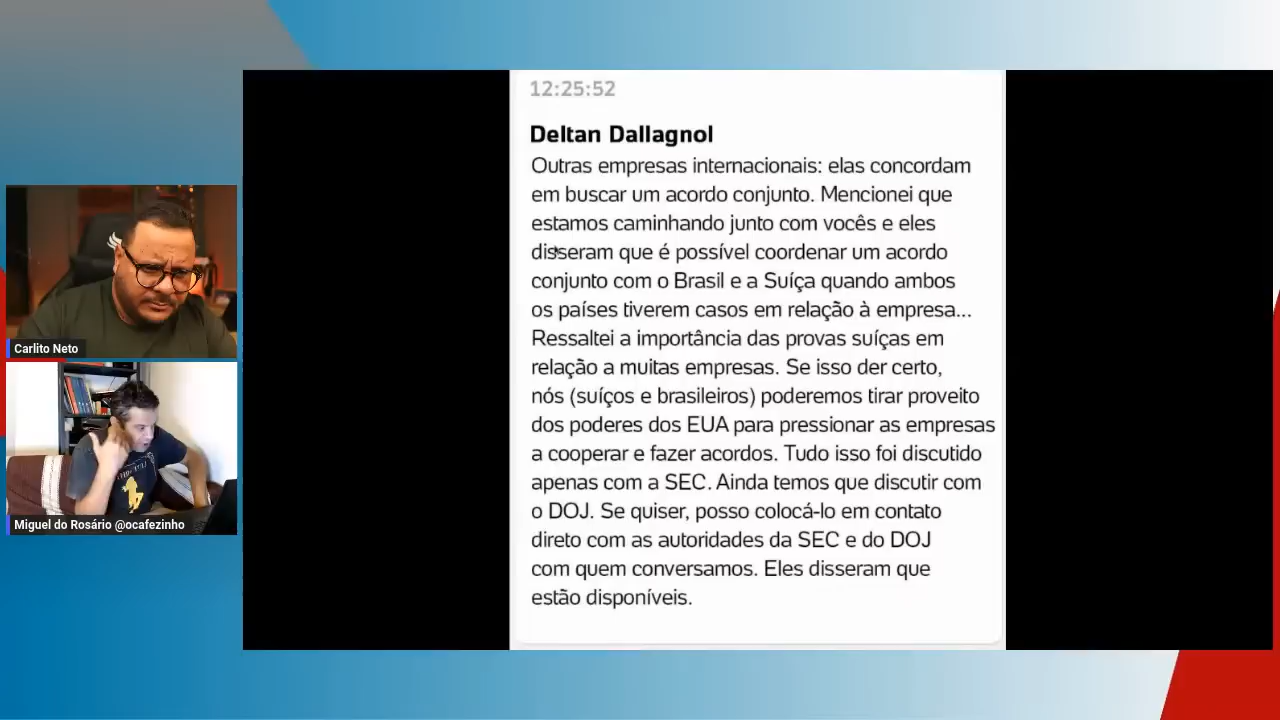 12:25:52
Deltan Dallagnol
Outras empresas internacionais: elas concordam
em buscar um acordo conjunto. Mencionei que
estamos caminhando junto com vocês e eles
disseram que é possível coordenar um acordo
conjunto com o Brasil e a Suíça quando ambos
os países tiverem casos em relação à empresa...
Ressaltei a importância das provas suíças em
relação a muitas empresas. Se isso der certo,
nós (suíços e brasileiros) poderemos tirar proveito
dos poderes dos EUA para pressionar as empresas
a cooperar e fazer acordos. Tudo isso foi discutido
apenas com a SEC. Ainda temos que discutir com
o DOJ. Se quiser, posso colocá-lo em contato
direto com as autoridades da SEC e do DOJ
com quem conversamos. Eles disseram que
estão disponíveis.
Carlito Neto
Miguel do Rosário @ocafezinho